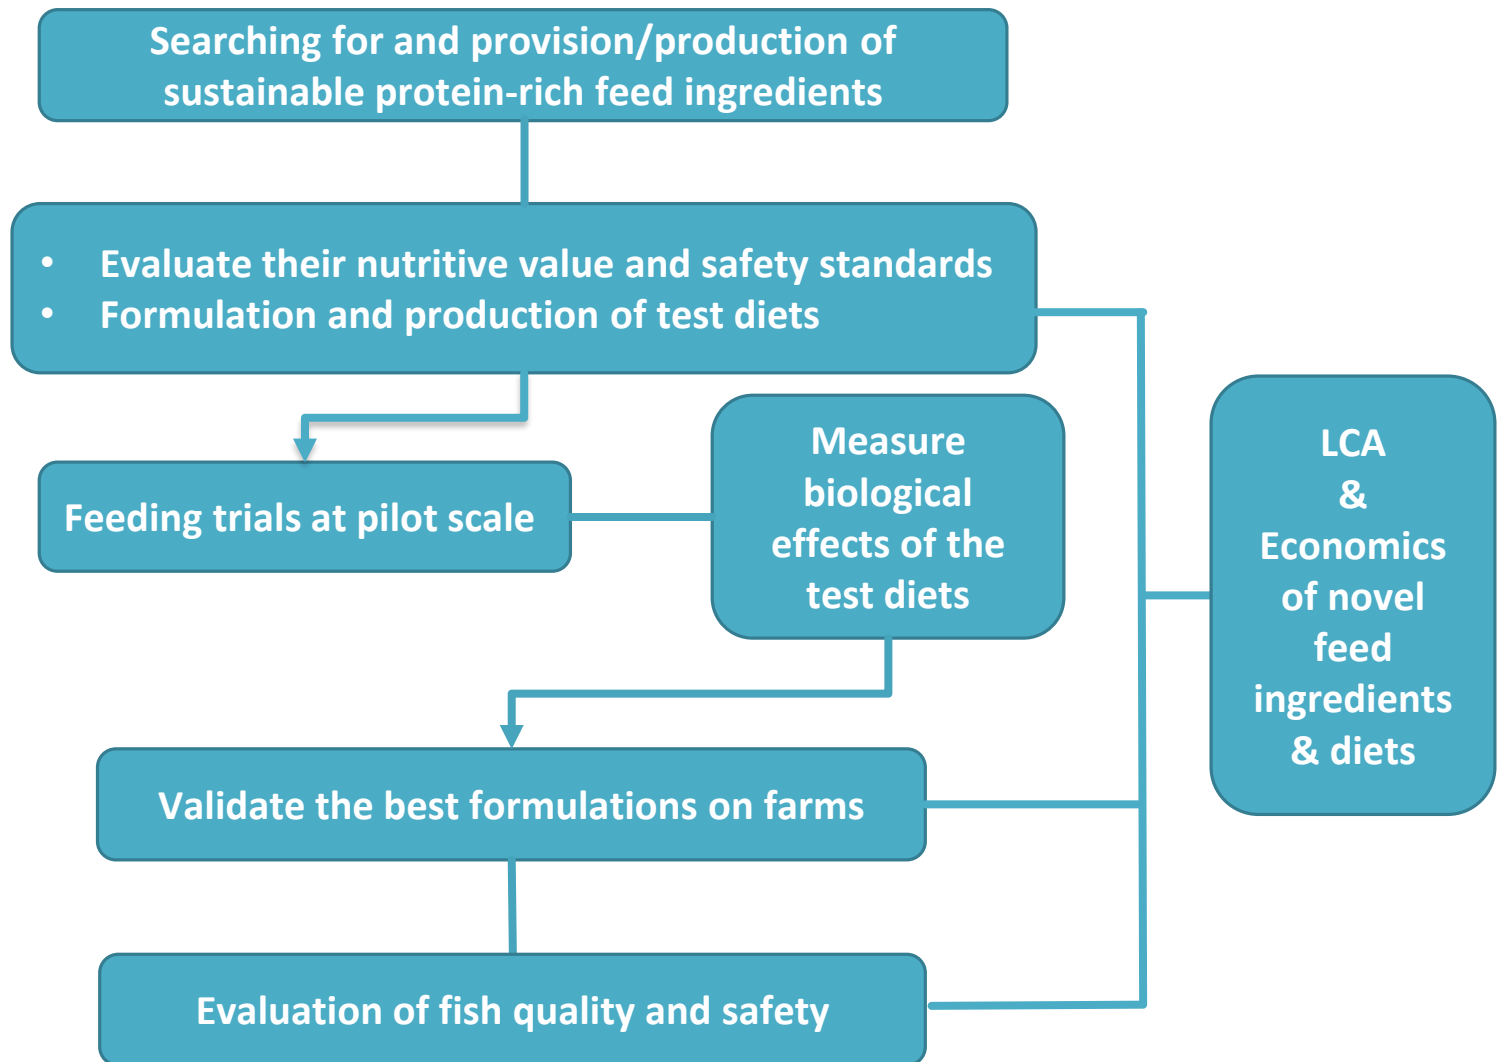 Searching for and provision/production of
sustainable protein-rich feed ingredients
• Evaluate their nutritive value and safety standards
• Formulation and production of test diets
Feeding trials at pilot scale
Measure
biological
effects of the
test diets
LCA
&
Economics
of novel
feed
ingredients
& diets
Validate the best formulations on farms
Evaluation of fish quality and safety